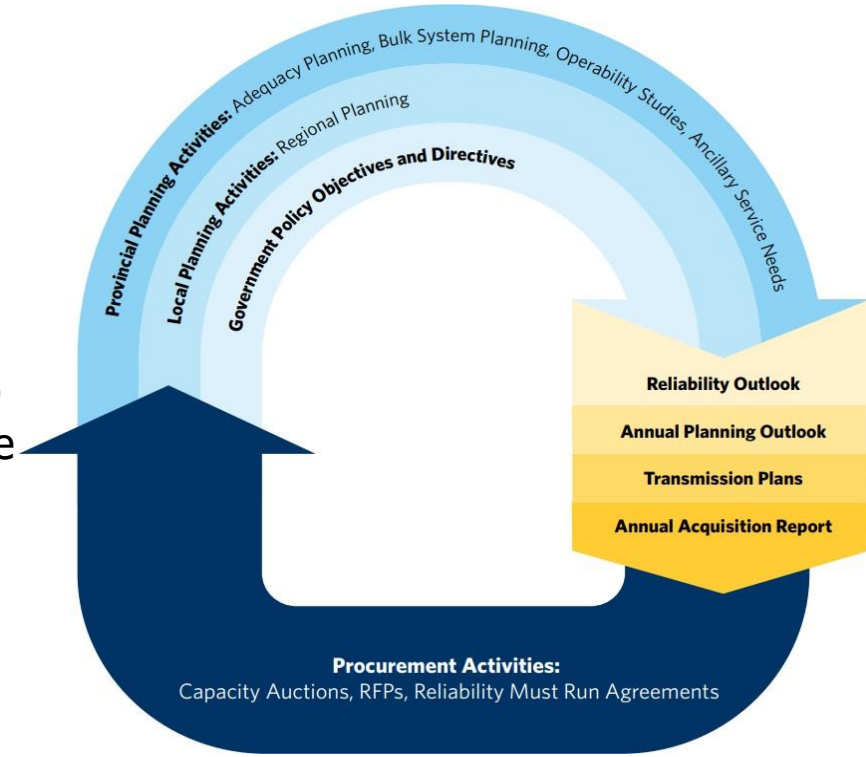 Provincial Planning Activities: Adequacy Planning, Bulk System Planning, Operability Studies, Ancillary Service Needs
Local Planning Activities: Regional Planning
Government Policy Objectives and Directives
Reliability Outlook
Annual Planning Outlook
Transmission Plans
Annual Acquisition Report
Procurement Activities:
Capacity Auctions, RFPs, Reliability Must Run Agreements